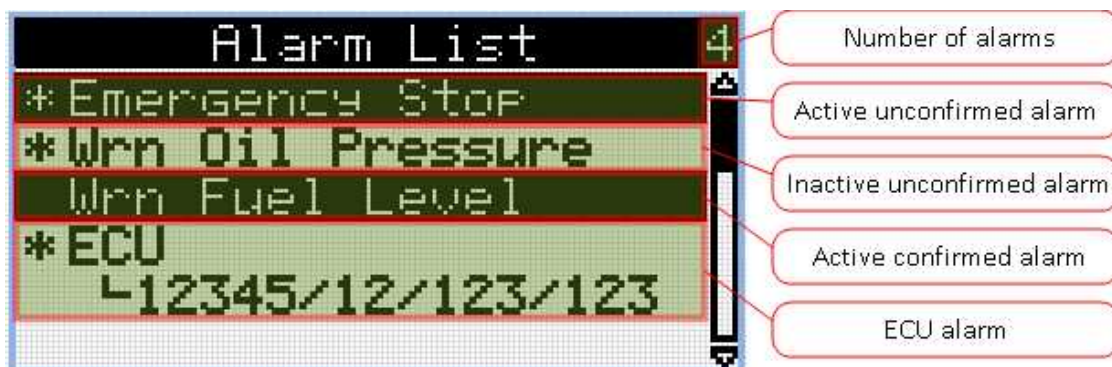 Alarm List 4
* Emergency Stop
* Wrn Oil Pressure
Wrn Fuel Level
* ECU
12345/12/123/123
Number of alarms
Active unconfirmed alarm
Inactive unconfirmed alarm
Active confirmed alarm
ECU alarm